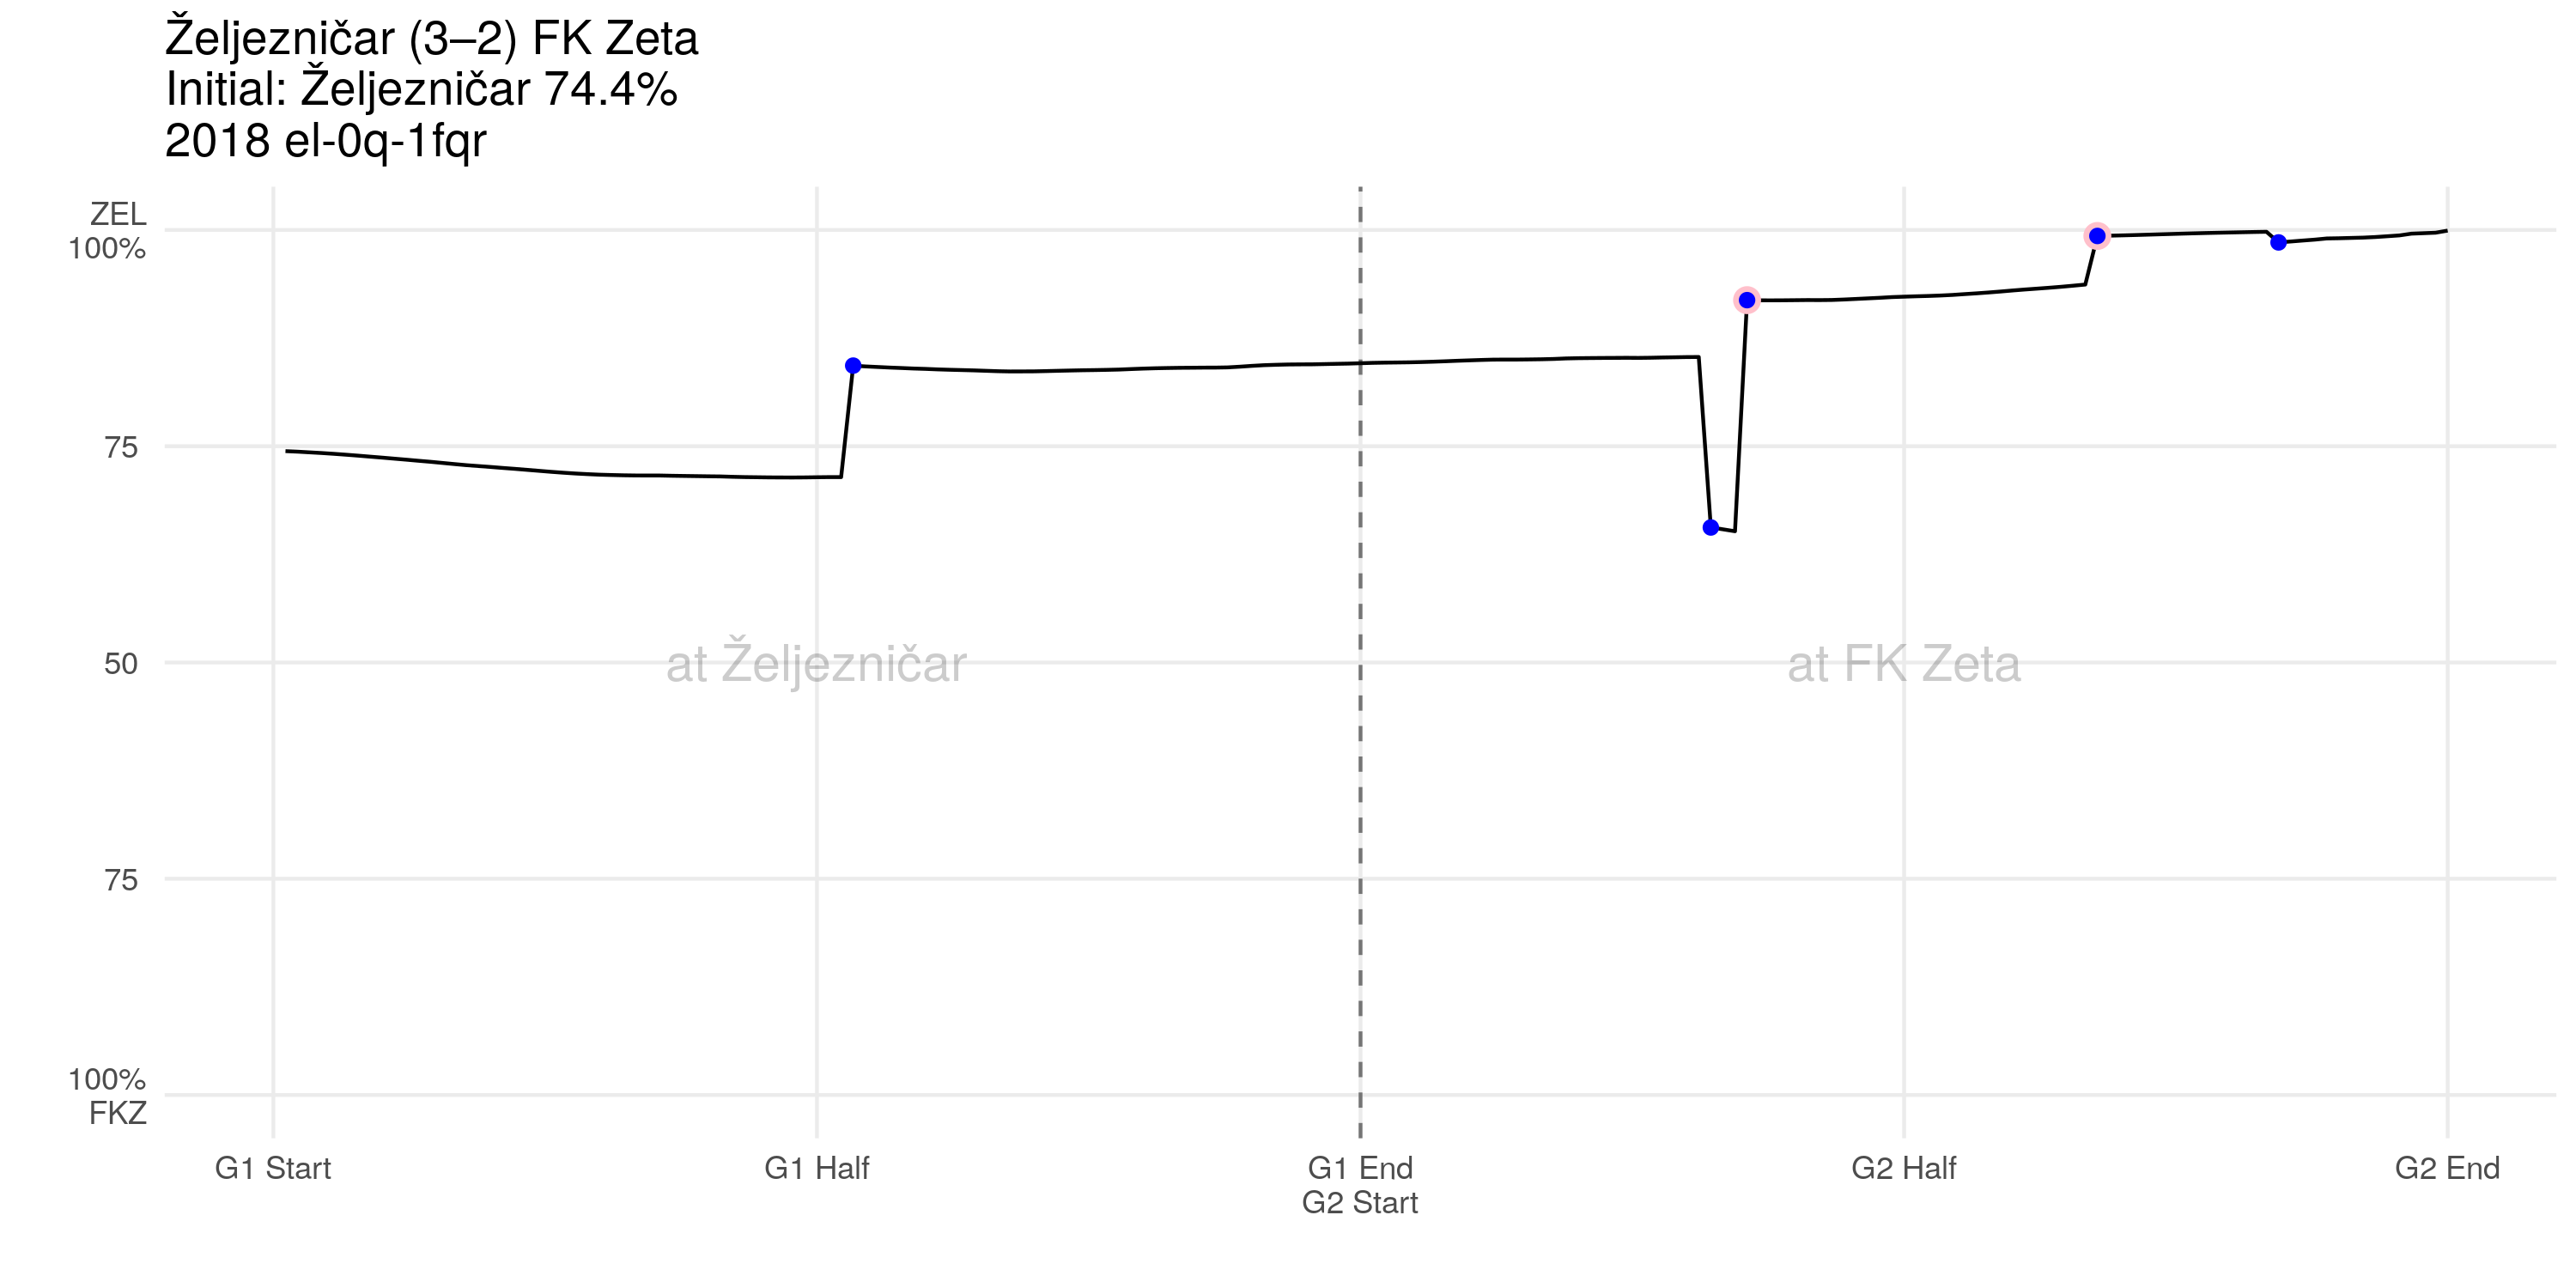 Željezničar (3–2) FK Zeta
Initial: Željezničar 74.4%
2018 el-0q-1fqr
ZEL
100%
75
50
75
100%
FKZ
at Željezničar
at FK Zeta
G1 Start
G1 Half
G1 End
G2 Start
G2 Half
G2 End